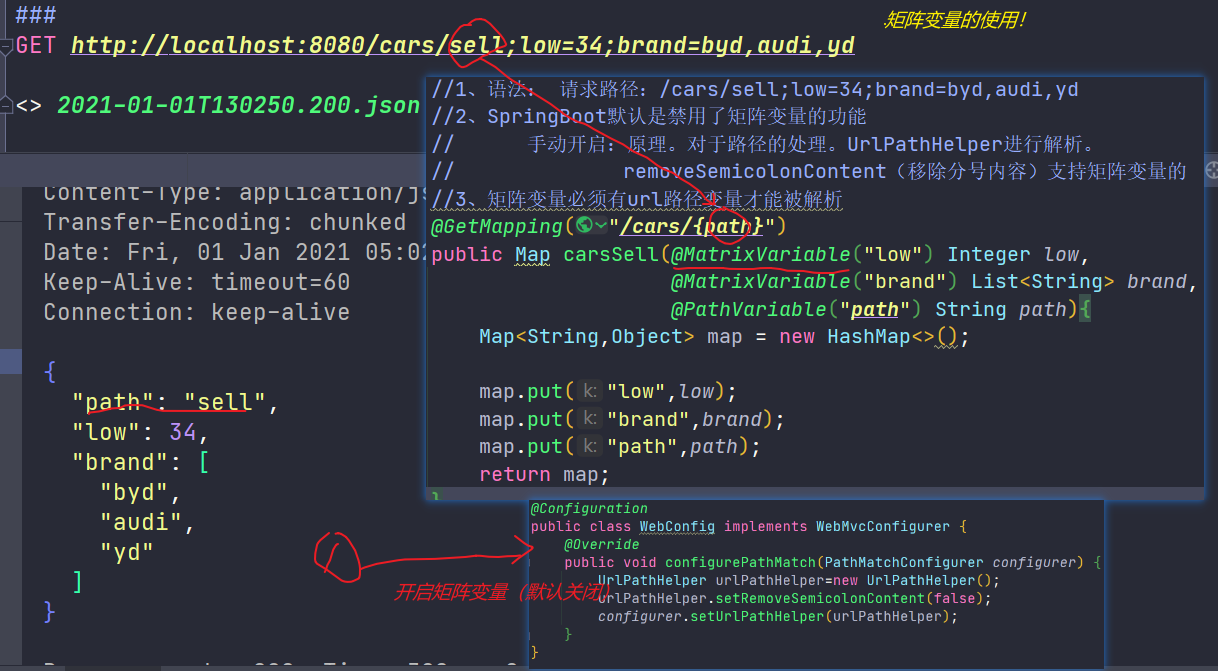 ###
矩阵变量的使用！
GET http://localhost:8080/cars/sell;low=34;brand=byd,audi,yd
<> 2021-01-01T130250.200.json
Content-Type: application/js
Transfer-Encoding: chunked
Date: Fri, 01 Jan 2021 05:02
Keep-Alive: timeout=60
Connection: keep-alive
{
"path": "sell",
"low": 34,
"brand": [
"byd",
"audi",
"yd"
]
}
//1、语法： 请求路径：/cars/sell;low=34;brand=byd,audi,yd
//2、SpringBoot默认是禁用了矩阵变量的功能
// 手动开启：原理。对于路径的处理。UrlPathHelper进行解析。
// removeSemicolonContent（移除分号内容）支持矩阵变量的
//3、矩阵变量必须有url路径变量才能被解析
@GetMapping("/cars/{path}")
public Map carsSell(@MatrixVariable("low") Integer low,
@MatrixVariable("brand") List<String> brand,
@PathVariable("path") String path){
Map<String,Object> map = new HashMap<>();
map.put( k: "low",low);
map.put( k: "brand",brand);
map.put( k: "path",path);
return map;
}
@Configuration
public class WebConfig implements WebMvcConfigurer {
@Override
public void configurePathMatch(PathMatchConfigurer configurer) {
UrlPathHelper urlPathHelper=new UrlPathHelper();
urlPathHelper.setRemoveSemicolonContent(false);
configurer.setUrlPathHelper(urlPathHelper);
}
}
开启矩阵变量（默认关闭）